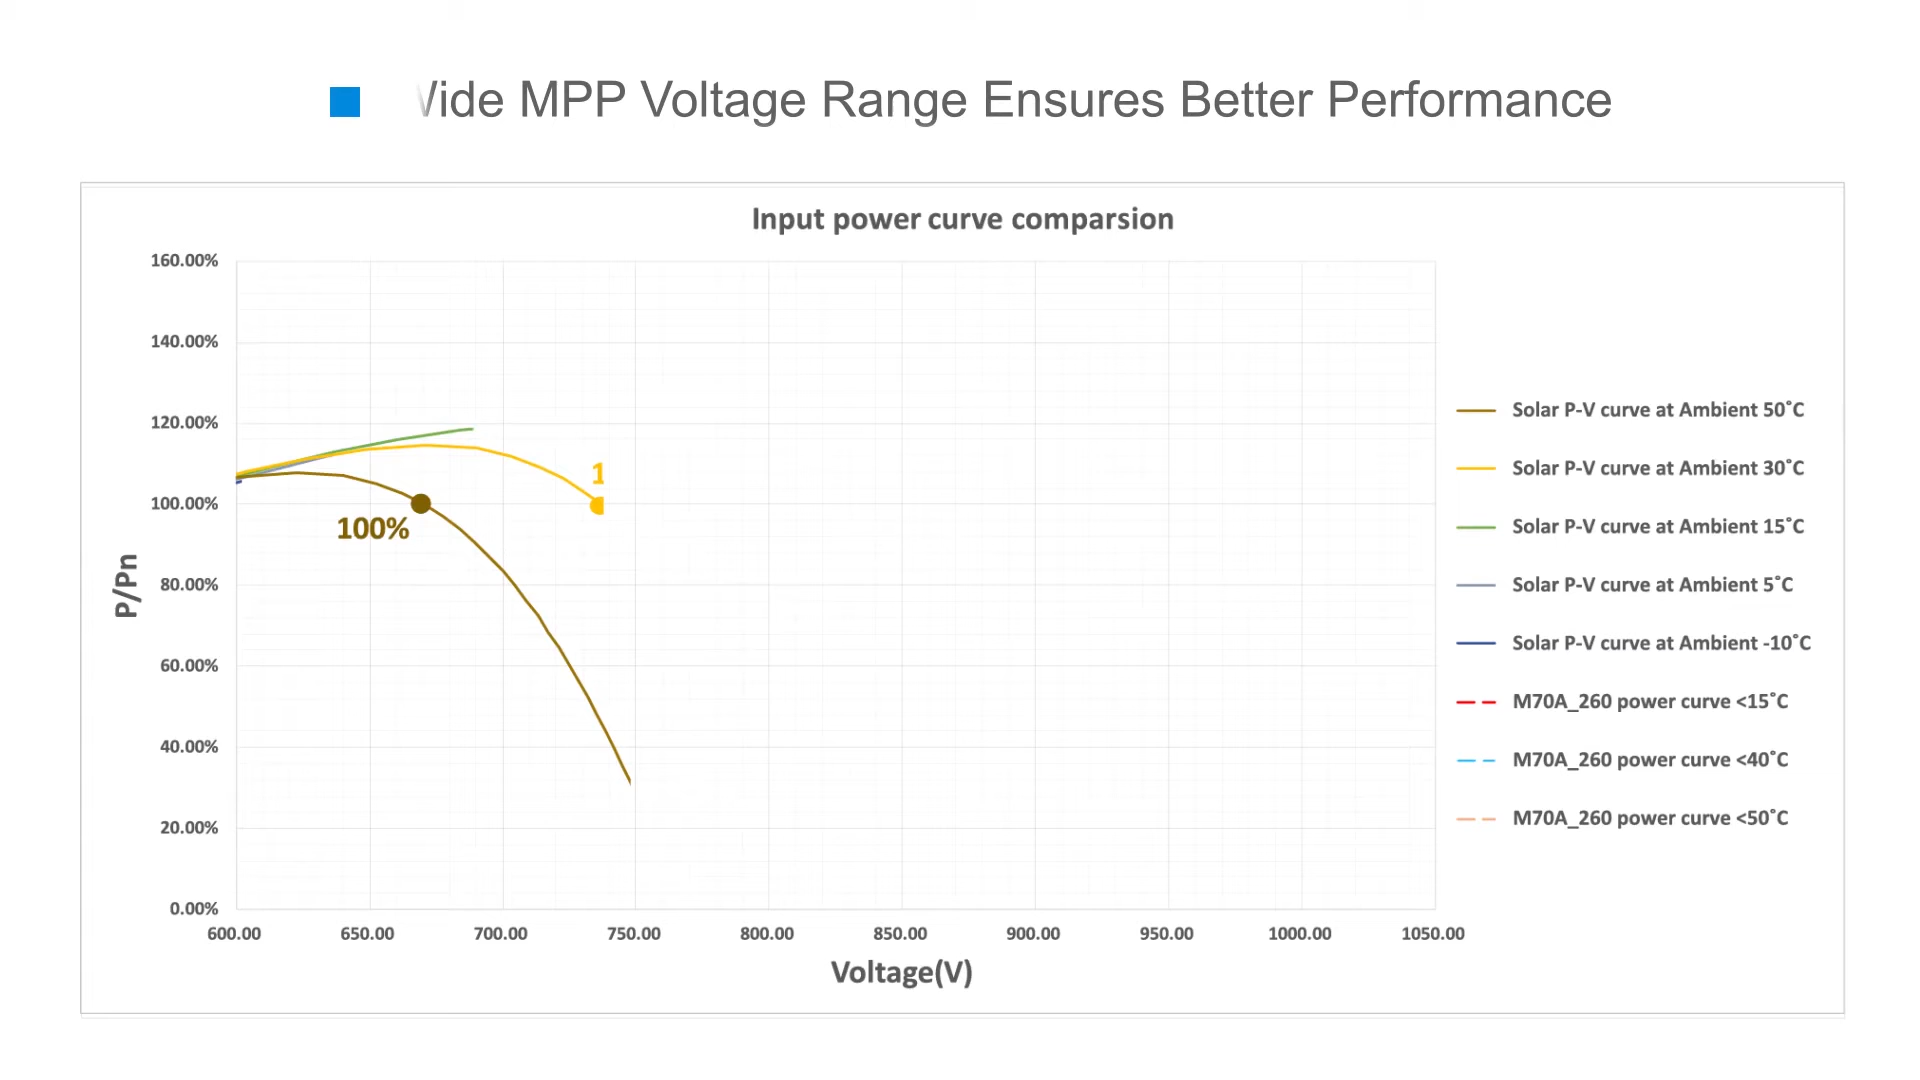 Wide MPP Voltage Range Ensures Better Performance
Input power curve comparsion
160.00%
140.00%
120.00%
100.00%
80.00%
60.00%
40.00%
20.00%
0.00%
P/Pn
100%
1
600.00 650.00 700.00 750.00 800.00 850.00 900.00 950.00 1000.00 1050.00
Voltage(V)
Solar P-V curve at Ambient 50˚C
Solar P-V curve at Ambient 30˚C
Solar P-V curve at Ambient 15˚C
Solar P-V curve at Ambient 5˚C
Solar P-V curve at Ambient -10˚C
M70A_260 power curve <15˚C
M70A_260 power curve <40˚C
M70A_260 power curve <50˚C